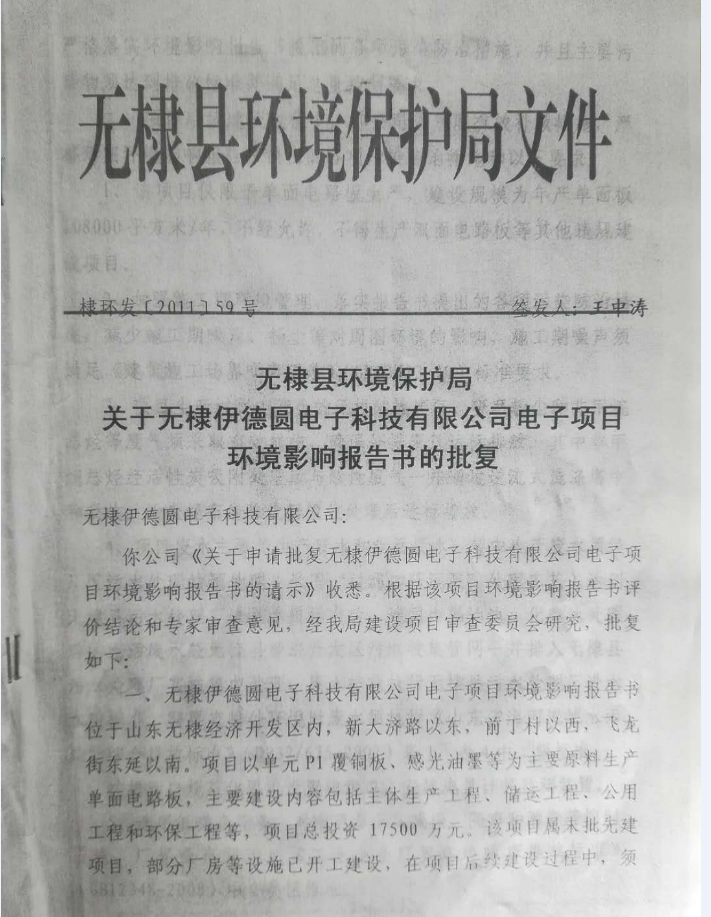 无棣县环境保护局文件
棣环发〔2011〕59号 签发人：王中涛
无棣县环境保护局
关于无棣伊德圆电子科技有限公司电子项目
环境影响报告书的批复
无棣伊德圆电子科技有限公司：
你公司《关于申请批复无棣伊德圆电子科技有限公司电子项
目环境影响报告书的请示》收悉。根据该项目环境影响报告书评
价结论和专家审查意见，经我局建设项目审查委员会研究，批复
如下：
一、无棣伊德圆电子科技有限公司电子项目环境影响报告书
位于山东无棣经济开发区内，新大济路以东，前丁村以西，飞龙
街东延以南。项目以单元P1覆铜板、感光油墨等为主要原料生产
单面电路板，主要建设内容包括主体生产工程、储运工程、公用
工程和环保工程等，项目总投资17500万元。该项目属未批先建
项目，部分厂房等设施已开工建设，在项目后续建设过程中，须